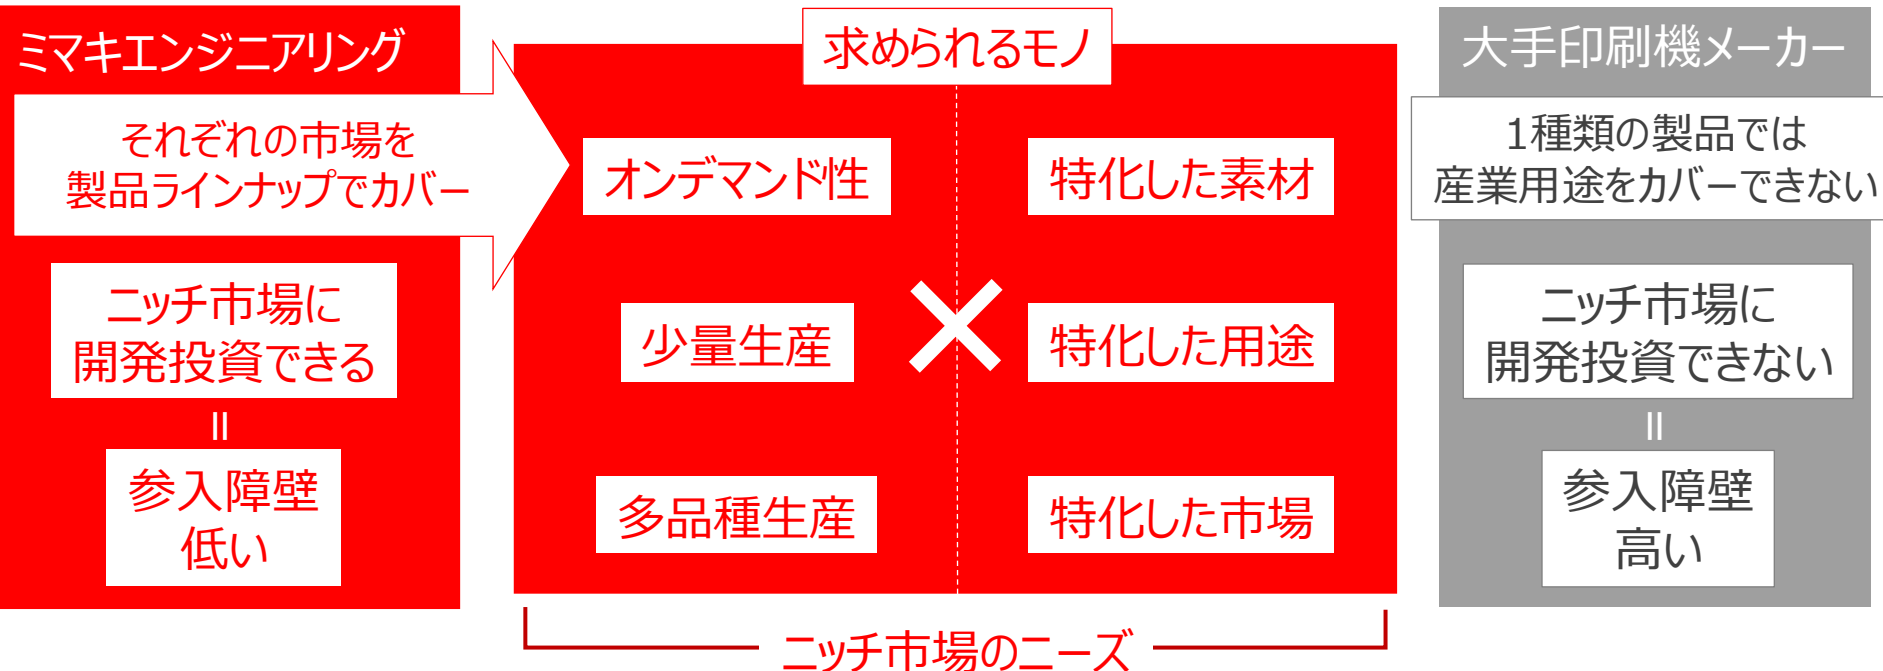 ミマキエンジニアリング
それぞれの市場を
製品ラインナップでカバー
ニッチ市場に
開発投資できる
=
参入障壁
低い
求められるモノ
オンデマンド性
特化した素材
少量生産
×
特化した用途
多品種生産
特化した市場
ニッチ市場のニーズ
大手印刷機メーカー
1種類の製品では
産業用途をカバーできない
ニッチ市場に
開発投資できない
=
参入障壁
高い